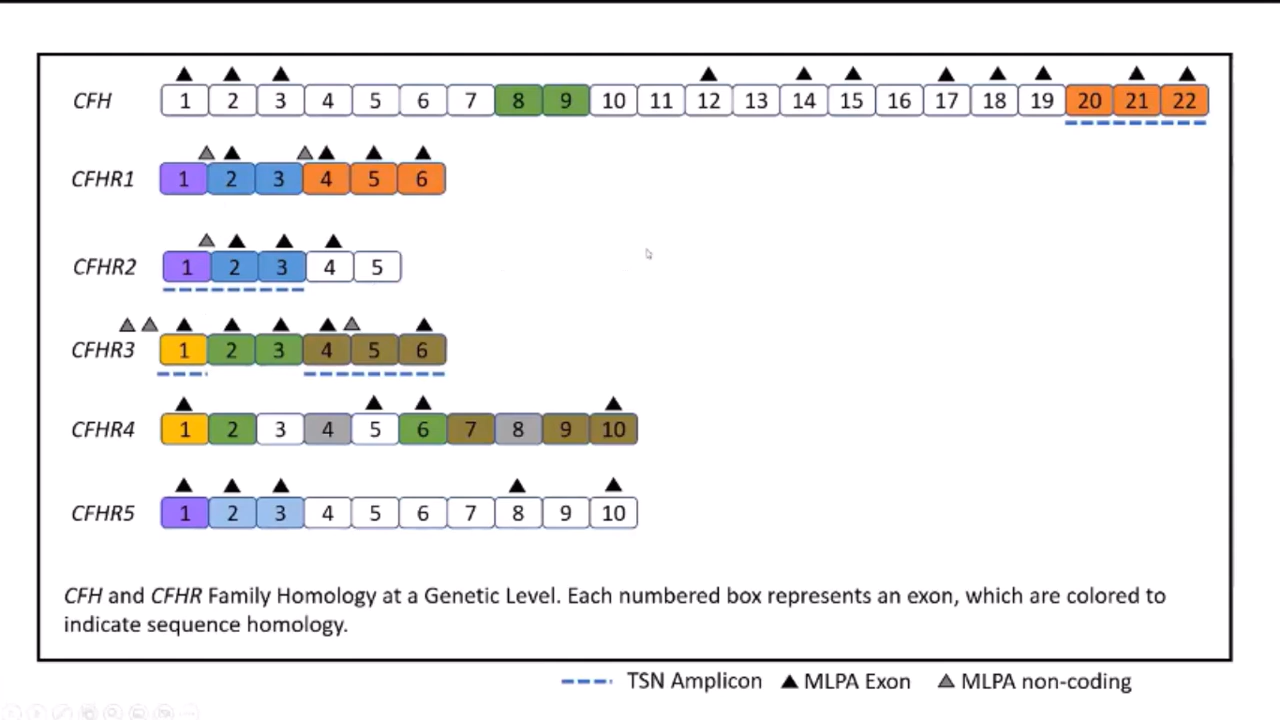 CFH 1 2 3 4 5 6 7 8 9 10 11 12 13 14 15 16 17 18 19 20 21 22
CFHR1 1 2 3 4 5 6
CFHR2 1 2 3 4 5
CFHR3 1 2 3 4 5 6
CFHR4 1 2 3 4 5 6 7 8 9 10
CFHR5 1 2 3 4 5 6 7 8 9 10
CFH and CFHR Family Homology at a Genetic Level. Each numbered box represents an exon, which are colored to
indicate sequence homology.
TSN Amplicon MLPA Exon MLPA non-coding